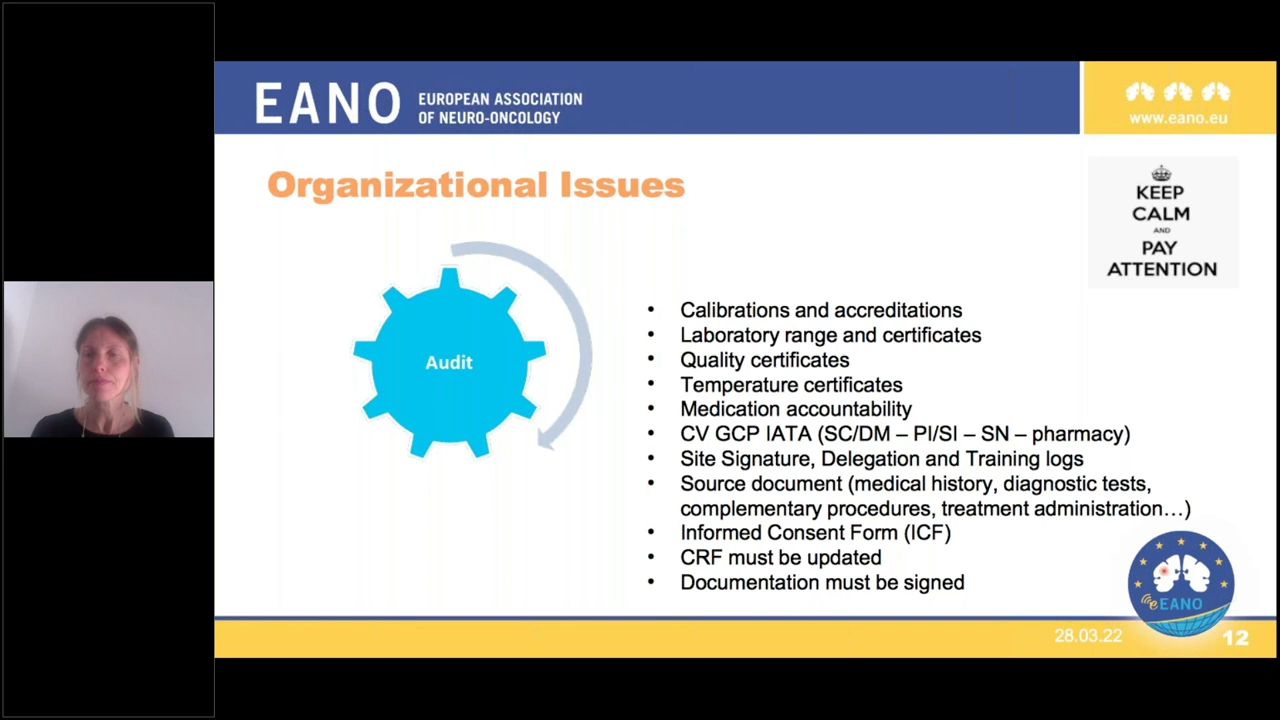 EANO
EUROPEAN ASSOCIATION
OF NEURO-ONCOLOGY
www.eano.eu
Organizational Issues
KEEP
CALM
AND
PAY
ATTENTION
Audit
• Calibrations and accreditations
• Laboratory range and certificates
• Quality certificates
• Temperature certificates
• Medication accountability
• CV GCP IATA (SC/DM – PI/SI – SN – pharmacy)
• Site Signature, Delegation and Training logs
• Source document (medical history, diagnostic tests,
complementary procedures, treatment administration…)
• Informed Consent Form (ICF)
• CRF must be updated
• Documentation must be signed
eEANO
28.03.22
12